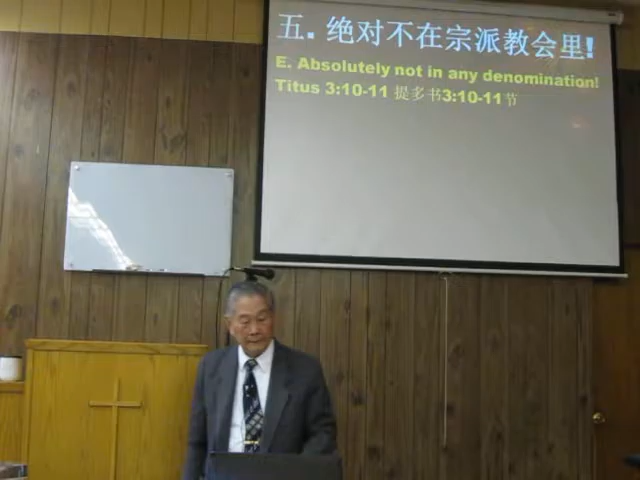 五. 绝对不在宗派教会里!
E. Absolutely not in any denomination!
Titus 3:10-11 提多书3:10-11节